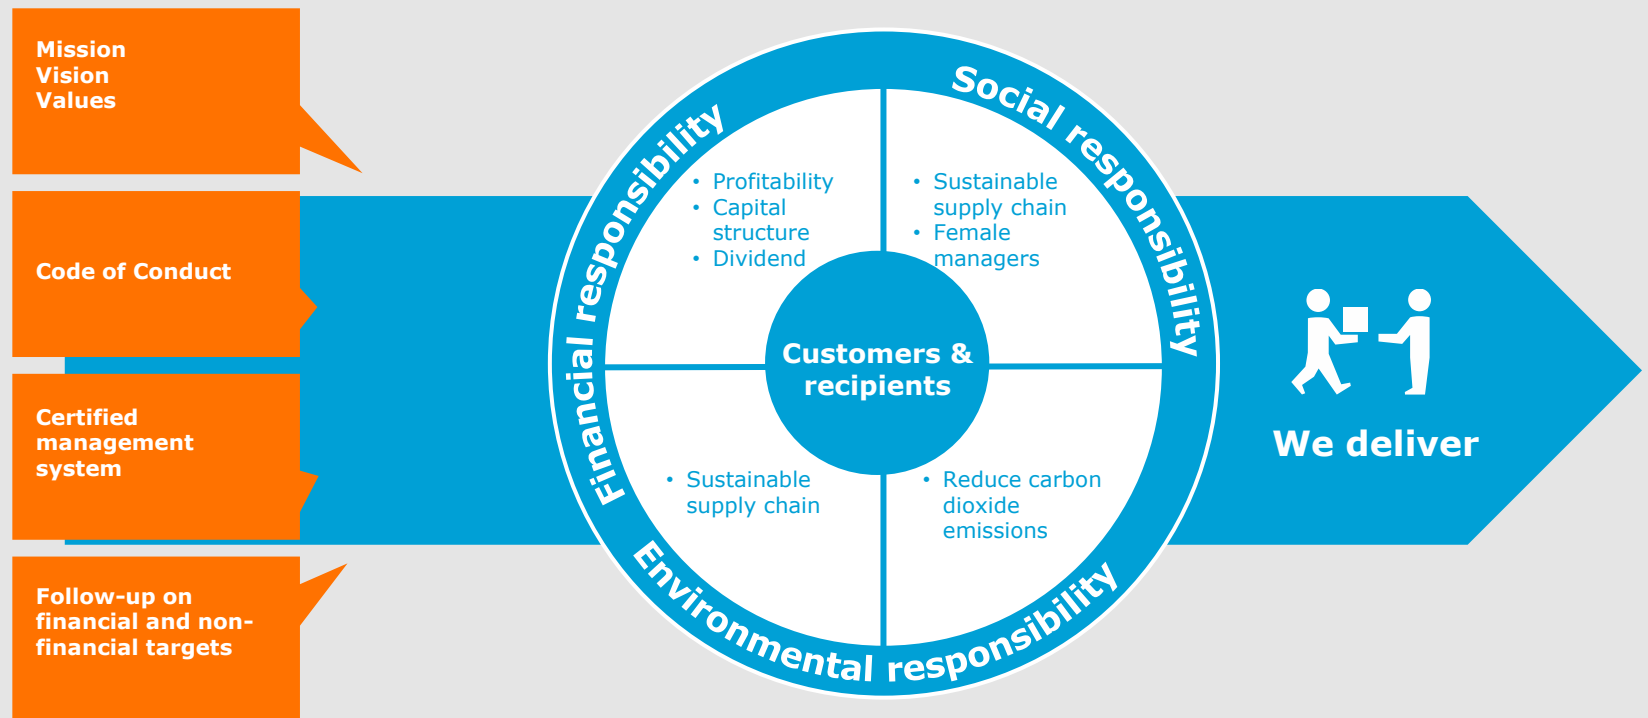 Mission
Vision
Values
Code of Conduct
Certified
management
system
Follow-up on
financial and non-
financial targets
Financial responsibility
Social responsibility
Environmental responsibility
• Profitability
• Capital
structure
• Dividend
• Sustainable
supply chain
• Female
managers
Customers &
recipients
• Sustainable
supply chain
• Reduce carbon
dioxide
emissions
We deliver